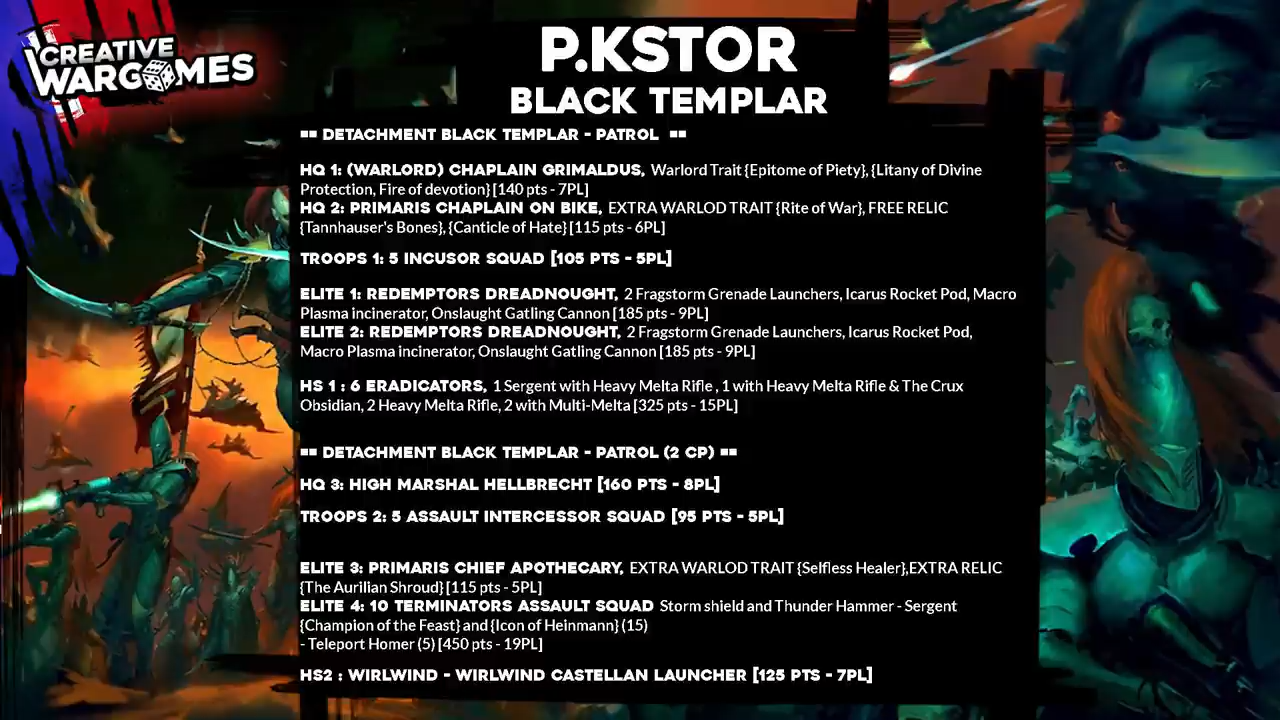 CREATIVE
WARGAMES
P.KSTOR
BLACK TEMPLAR
== DETACHMENT BLACK TEMPLAR - PATROL ==
HQ 1: (WARLORD) CHAPLAIN GRIMALDUS, Warlord Trait {Epitome of Piety}, {Litany of Divine
Protection, Fire of devotion} [140 pts - 7PL]
HQ 2: PRIMARIS CHAPLAIN ON BIKE, EXTRA WARLOD TRAIT {Rite of War}, FREE RELIC
{Tannhauser's Bones}, {Canticle of Hate} [115 pts - 6PL]
TROOPS 1: 5 INCUSOR SQUAD [105 PTS - 5PL]
ELITE 1: REDEMPTORS DREADNOUGHT, 2 Fragstorm Grenade Launchers, Icarus Rocket Pod, Macro
Plasma incinerator, Onslaught Gatling Cannon [185 pts - 9PL]
ELITE 2: REDEMPTORS DREADNOUGHT, 2 Fragstorm Grenade Launchers, Icarus Rocket Pod,
Macro Plasma incinerator, Onslaught Gatling Cannon [185 pts - 9PL]
HS 1 : 6 ERADICATORS, 1 Sergent with Heavy Melta Rifle , 1 with Heavy Melta Rifle & The Crux
Obsidian, 2 Heavy Melta Rifle, 2 with Multi-Melta [325 pts - 15PL]
== DETACHMENT BLACK TEMPLAR - PATROL (2 CP) ==
HQ 3: HIGH MARSHAL HELLBRECHT [160 PTS - 8PL]
TROOPS 2: 5 ASSAULT INTERCESSOR SQUAD [95 PTS - 5PL]
ELITE 3: PRIMARIS CHIEF APOTHECARY, EXTRA WARLOD TRAIT {Selfless Healer},EXTRA RELIC
{The Aurilian Shroud} [115 pts - 5PL]
ELITE 4: 10 TERMINATORS ASSAULT SQUAD Storm shield and Thunder Hammer - Sergent
{Champion of the Feast} and {Icon of Heinmann} (15)
- Teleport Homer (5) [450 pts - 19PL]
HS2 : WIRLWIND - WIRLWIND CASTELLAN LAUNCHER [125 PTS - 7PL]